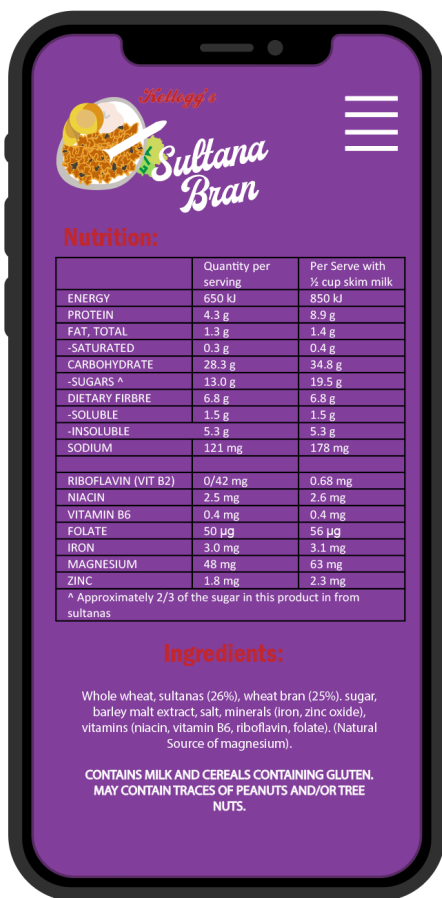 Kellogg's
Sultana
Bran
Nutrition:
Quantity per serving Per Serve with ½ cup skim milk
ENERGY 650 kJ 850 kJ
PROTEIN 4.3 g 8.9 g
FAT, TOTAL 1.3 g 1.4 g
-SATURATED 0.3 g 0.4 g
CARBOHYDRATE 28.3 g 34.8 g
-SUGARS ^ 13.0 g 19.5 g
DIETARY FIRBRE 6.8 g 6.8 g
-SOLUBLE 1.5 g 1.5 g
-INSOLUBLE 5.3 g 5.3 g
SODIUM 121 mg 178 mg
RIBOFLAVIN (VIT B2) 0/42 mg 0.68 mg
NIACIN 2.5 mg 2.6 mg
VITAMIN B6 0.4 mg 0.4 mg
FOLATE 50 µg 56 µg
IRON 3.0 mg 3.1 mg
MAGNESIUM 48 mg 63 mg
ZINC 1.8 mg 2.3 mg
^ Approximately 2/3 of the sugar in this product in from
sultanas
Ingredients:
Whole wheat, sultanas (26%), wheat bran (25%). sugar,
barley malt extract, salt, minerals (iron, zinc oxide),
vitamins (niacin, vitamin B6, riboflavin, folate). (Natural
Source of magnesium).
CONTAINS MILK AND CEREALS CONTAINING GLUTEN.
MAY CONTAIN TRACES OF PEANUTS AND/OR TREE
NUTS.